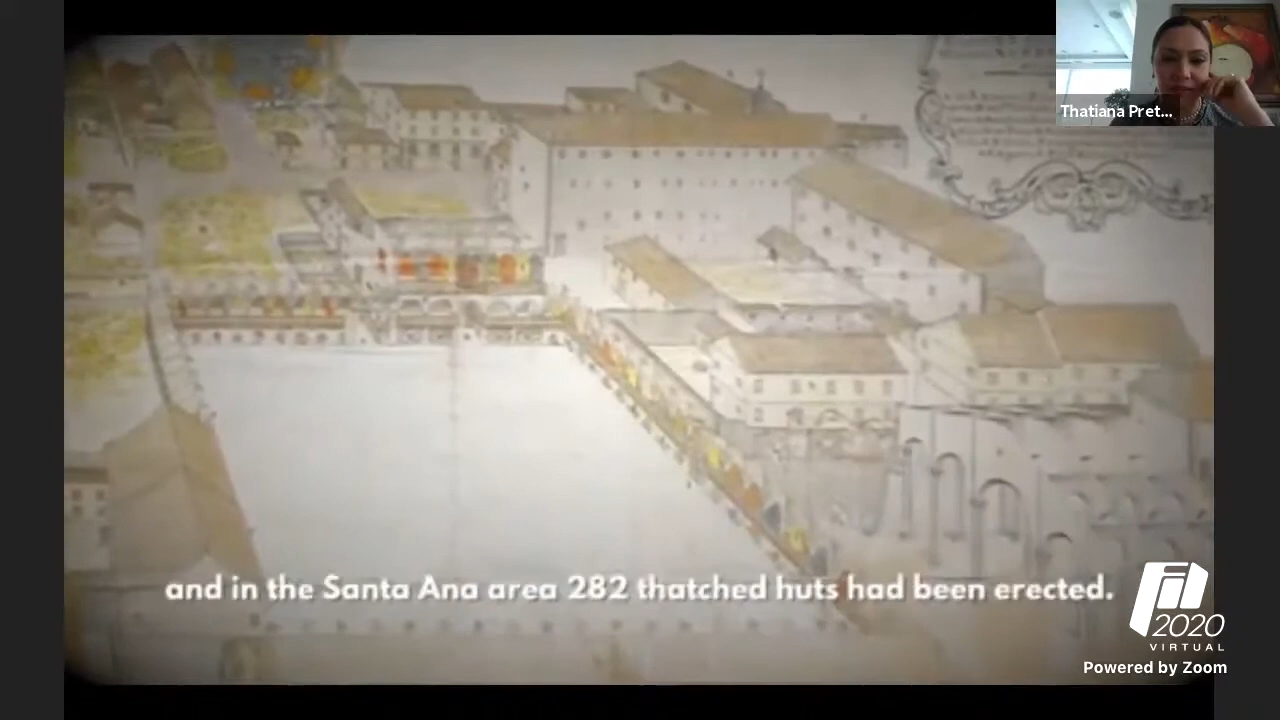 Thatiana Pret...
and in the Santa Ana area 282 thatched huts had been erected.
FIL
2020
VIRTUAL
Powered by Zoom